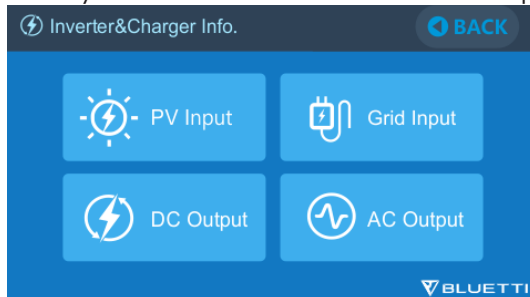 Inverter&Charger Info.
BACK
PV Input
Grid Input
DC Output
AC Output
BLUETTI